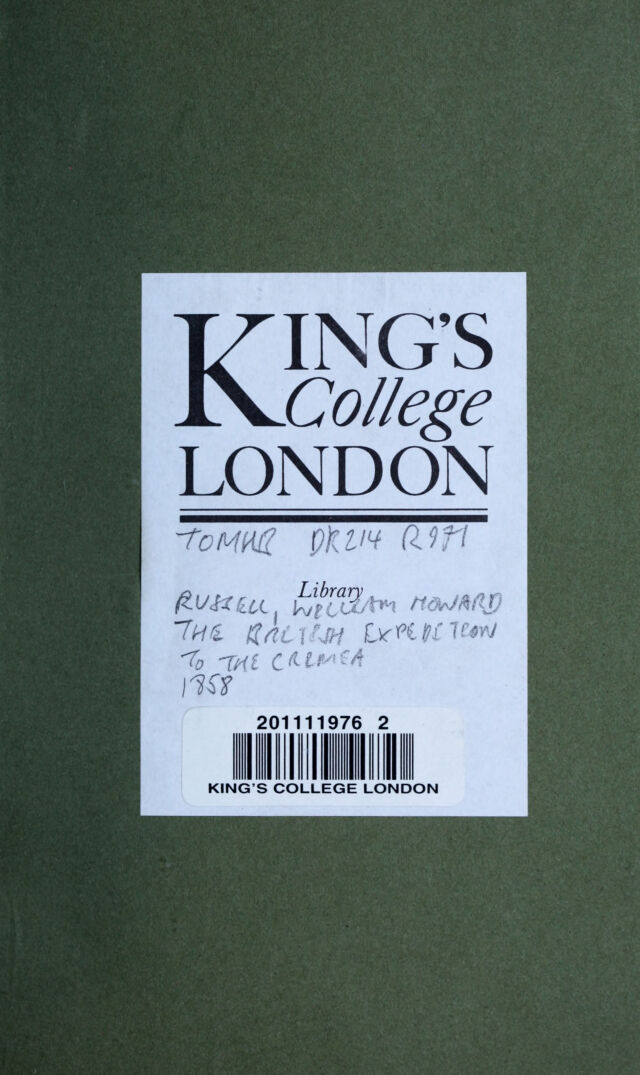 KING'S
College
LONDON
TOMHB DR214 R971
Library
RUSSELL, WILLIAM HOWARD
THE BRITISH EXPEDITION
TO THE CRIMEA
1858
201111976 2
KING'S COLLEGE LONDON